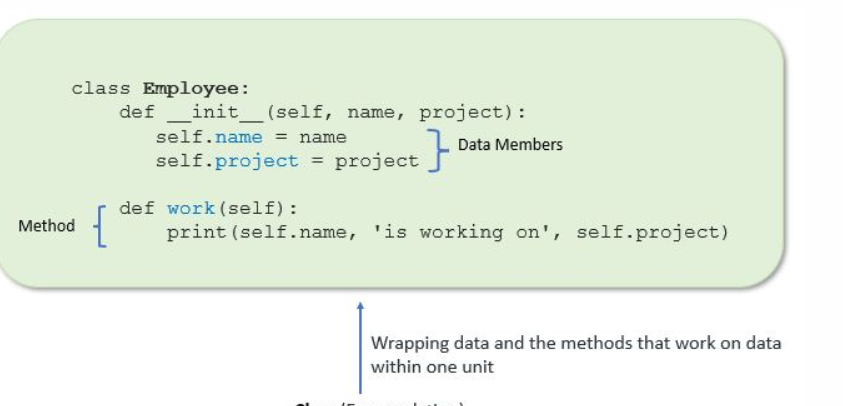 class Employee:
def __init__(self, name, project):
self.name = name
self.project = project
Data Members
Method
def work(self):
print(self.name, 'is working on', self.project)
Wrapping data and the methods that work on data
within one unit